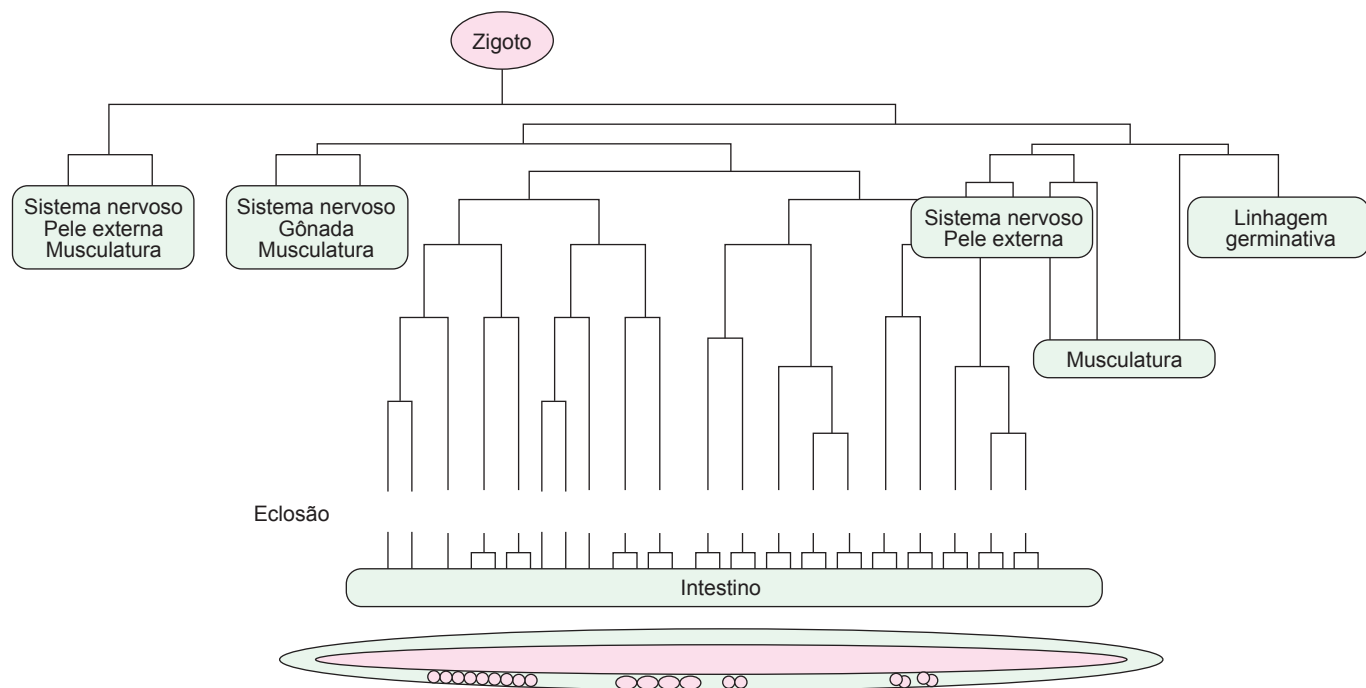 Zigoto
Sistema nervoso
Pele externa
Musculatura
Sistema nervoso
Gônada
Musculatura
Sistema nervoso
Pele externa
Linhagem
germinativa
Musculatura
Eclosão
Intestino